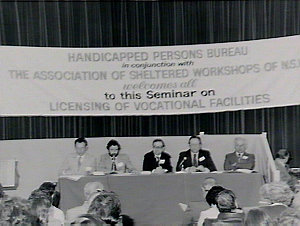 HANDICAPPED PERSONS BUREAU
in conjunction with
THE ASSOCIATION OF SHELTERED WORKSHOPS OF N.S.
welcomes all
to this Seminar on
LICENSING OF VOCATIONAL FACILITIES